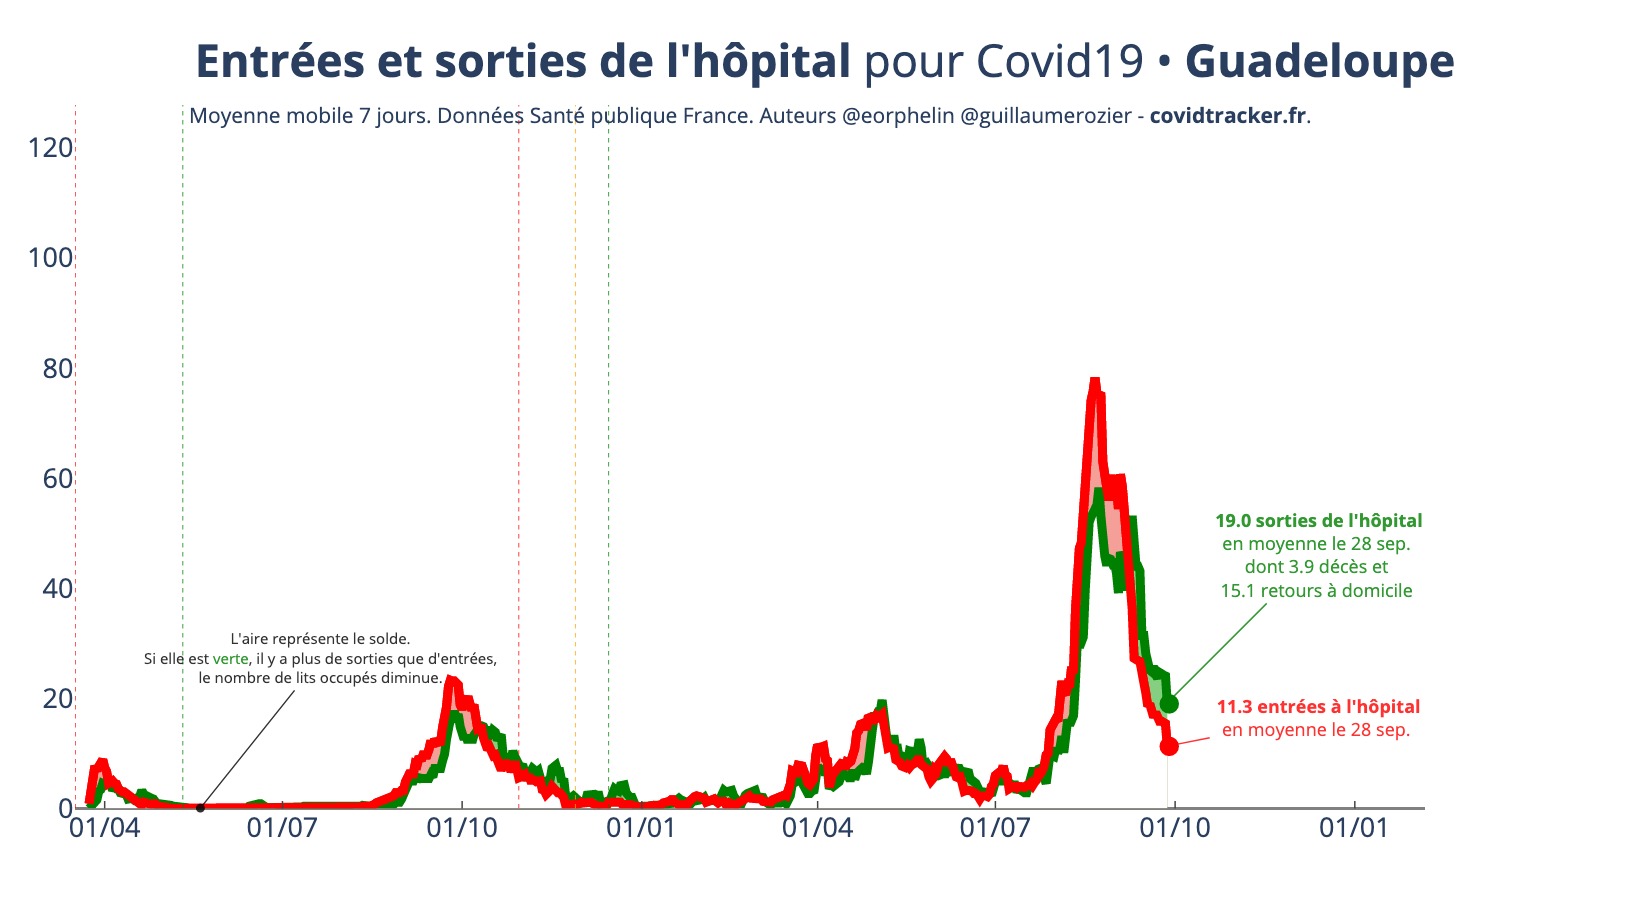 Entrées et sorties de l'hôpital pour Covid19 • Guadeloupe
Moyenne mobile 7 jours. Données Santé publique France. Auteurs @eorphelin @guillaumerozier - covidtracker.fr.
120
100
80
60
40
20
0
19.0 sorties de l'hôpital
en moyenne le 28 sep.
dont 3.9 décès et
15.1 retours à domicile
L'aire représente le solde.
Si elle est verte, il y a plus de sorties que d'entrées,
le nombre de lits occupés diminue.
11.3 entrées à l'hôpital
en moyenne le 28 sep.
01/04 01/07 01/10 01/01 01/04 01/07 01/10 01/01